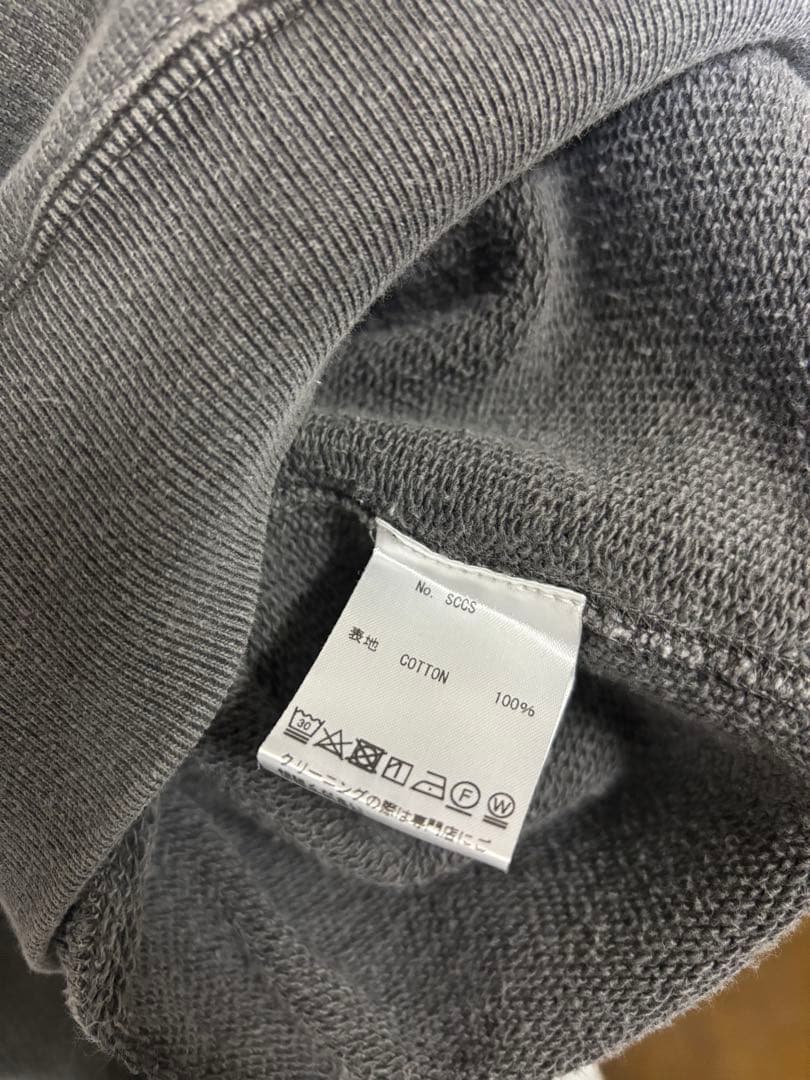 No. SCCS
表地 COTTON 100%
30 F W
クリーニングの際は専門店にご